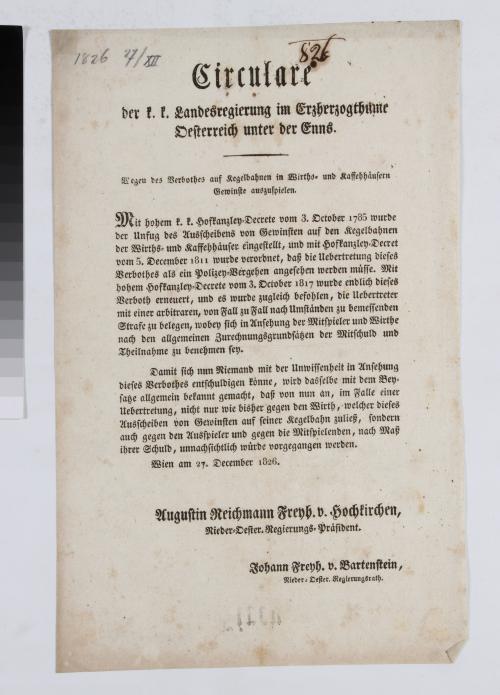 1826 27/XII
826
Circulare
der k. k. Landesregierung im Erzherzogthume
Oesterreich unter der Enns.
Wegen des Verbothes auf Kegelbahnen in Wirths- und Kaffehhäusern
Gewinste auszuspielen.
Mit hohem k. k. Hofkanzley-Decrete vom 3. October 1785 wurde
der Unfug des Ausscheibens von Gewinsten auf den Kegelbahnen
der Wirths- und Kaffehhäuser eingestellt, und mit Hofkanzley-Decret
vom 5. December 1811 wurde verordnet, daß die Uebertretung dieses
Verbothes als ein Polizey-Vergehen angesehen werden müsse. Mit
hohem Hofkanzley-Decrete vom 3. October 1817 wurde endlich dieses
Verboth erneuert, und es wurde zugleich befohlen, die Uebertreter
mit einer arbitraren, von Fall zu Fall nach Umständen zu bemessenden
Strafe zu belegen, wobey sich in Ansehung der Mitspieler und Wirthe
nach den allgemeinen Zurechnungsgrundsätzen der Mitschuld und
Theilnahme zu benehmen sey.
Damit sich nun Niemand mit der Unwissenheit in Ansehung
dieses Verbothes entschuldigen könne, wird dasselbe mit dem Bey-
satze allgemein bekannt gemacht, daß von nun an, im Falle einer
Uebertretung, nicht nur wie bisher gegen den Wirth, welcher dieses
Ausscheiben von Gewinsten auf seiner Kegelbahn zuließ, sondern
auch gegen den Ausspieler und gegen die Mitspielenden, nach Maß
ihrer Schuld, unnachsichtlich würde vorgegangen werden.
Wien am 27. December 1826.
Augustin Reichmann Freyh. v. Hochkirchen,
Nieder-Oester. Regierungs-Präsident.
Johann Freyh. v. Bartenstein,
Nieder-Oester. Regierungsrath.